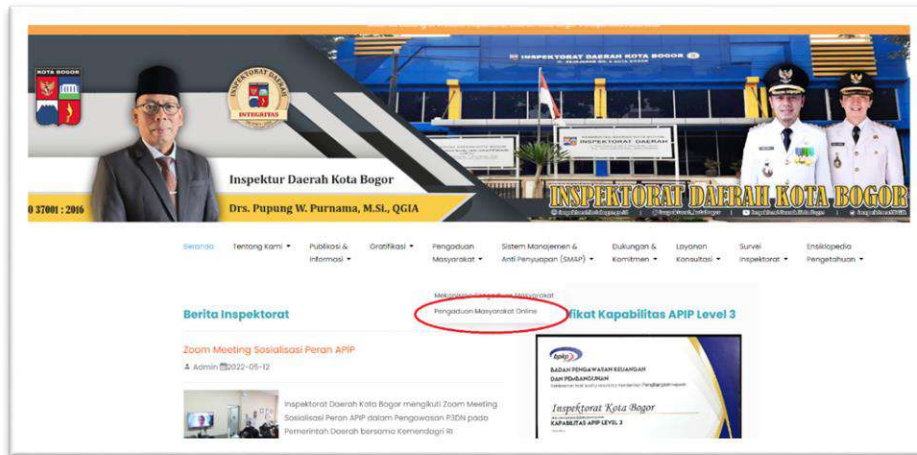 KOTA BOGOR
INSPEKTORAT DAERAH
INTEGRITAS
INSPEKTORAT DAERAH KOTA BOGOR
INSPEKTORAT DAERAH
Inspektur Daerah Kota Bogor
Drs. Pupung W. Purnama, M.Si., QGIA
O 37001 : 2016
INSPEKTORAT DAERAH KOTA BOGOR
Beranda
Tentang Kami
Publikasi &
Informasi
Gratifikasi
Pengaduan
Masyarakat
Sistem Manajemen &
Anti Penyuapan (SMAP)
Dukungan &
Komitmen
Layanan
Konsultasi
Survei
Inspektorat
Ensiklopedia
Pengetahuan
Mekanisme Pengaduan Masyarakat
Pengaduan Masyarakat Online
Berita Inspektorat
fikat Kapabilitas APIP Level 3
Zoom Meeting Sosialisasi Peran APIP
Admin 2022-05-12
Inspektorat Daerah Kota Bogor mengikuti Zoom Meeting
Sosialisasi Peran APIP dalam Pengawasan P3DN pada
Pemerintah Daerah bersama Kemendagri RI
bpkp
BADAN PENGAWASAN KEUANGAN
DAN PEMBANGUNAN
Inspektorat Kota Bogor
KAPABILITAS APIP LEVEL 3